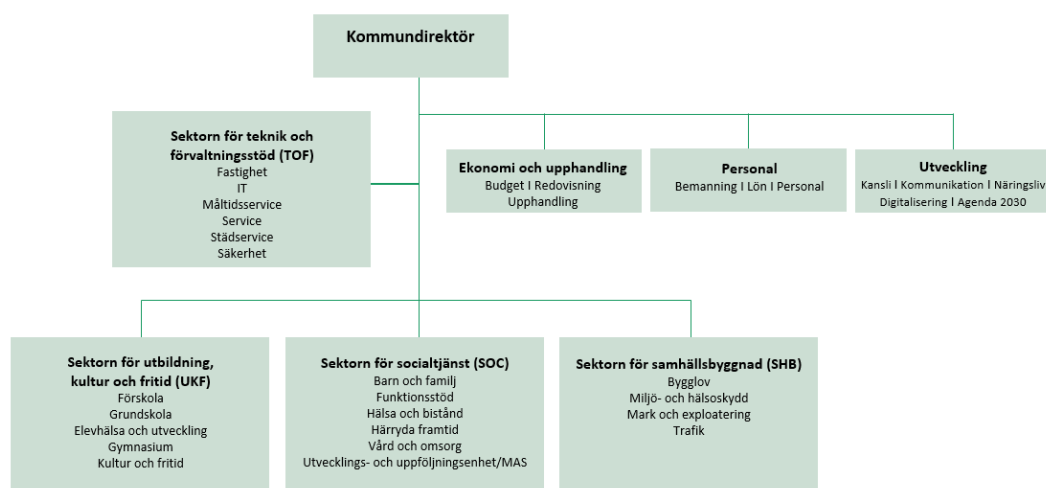 Kommundirektör
Sektorn för teknik och
förvaltningsstöd (TOF)
Fastighet
IT
Måltidsservice
Service
Städservice
Säkerhet
Ekonomi och upphandling
Budget I Redovisning
Upphandling
Personal
Bemanning I Lön I Personal
Utveckling
Kansli I Kommunikation I Näringsliv
Digitalisering I Agenda 2030
Sektorn för utbildning,
kultur och fritid (UKF)
Förskola
Grundskola
Elevhälsa och utveckling
Gymnasium
Kultur och fritid
Sektorn för socialtjänst (SOC)
Barn och familj
Funktionsstöd
Hälsa och bistånd
Härryda framtid
Vård och omsorg
Utvecklings- och uppföljningsenhet/MAS
Sektorn för samhällsbyggnad (SHB)
Bygglov
Miljö- och hälsoskydd
Mark och exploatering
Trafik